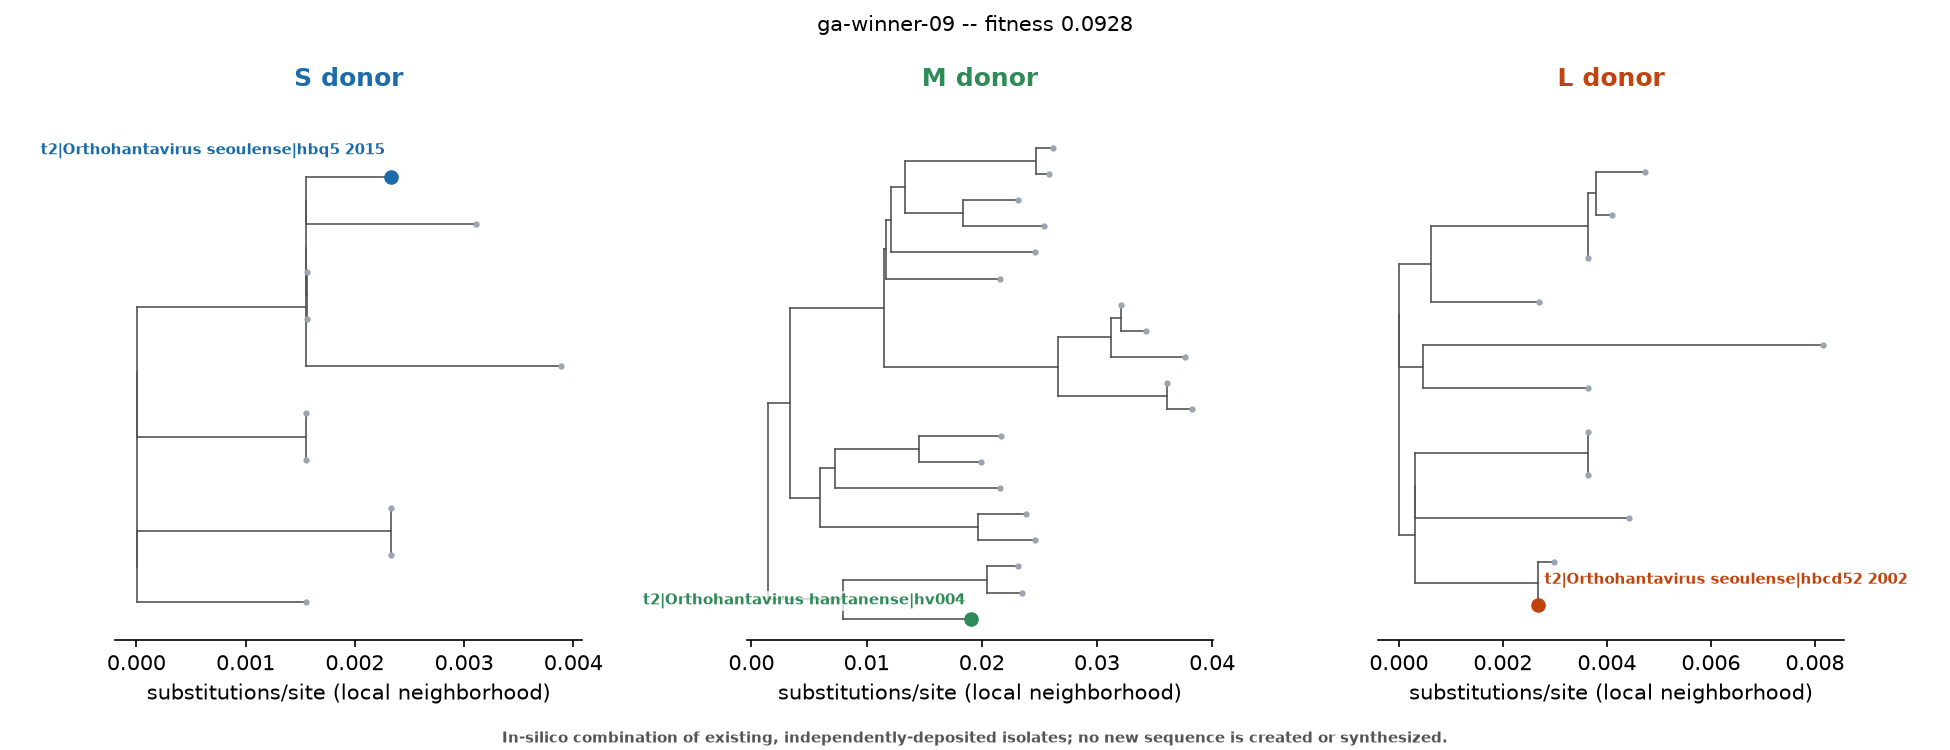 ga-winner-09 -- fitness 0.0928
S donor
M donor
L donor
t2|Orthohantavirus seoulense|hbq5 2015
t2|Orthohantavirus hantanense|hv004
t2|Orthohantavirus seoulense|hbcd52 2002
0.000 0.001 0.002 0.003 0.004
substitutions/site (local neighborhood)
0.00 0.01 0.02 0.03 0.04
substitutions/site (local neighborhood)
0.000 0.002 0.004 0.006 0.008
substitutions/site (local neighborhood)
In-silico combination of existing, independently-deposited isolates; no new sequence is created or synthesized.